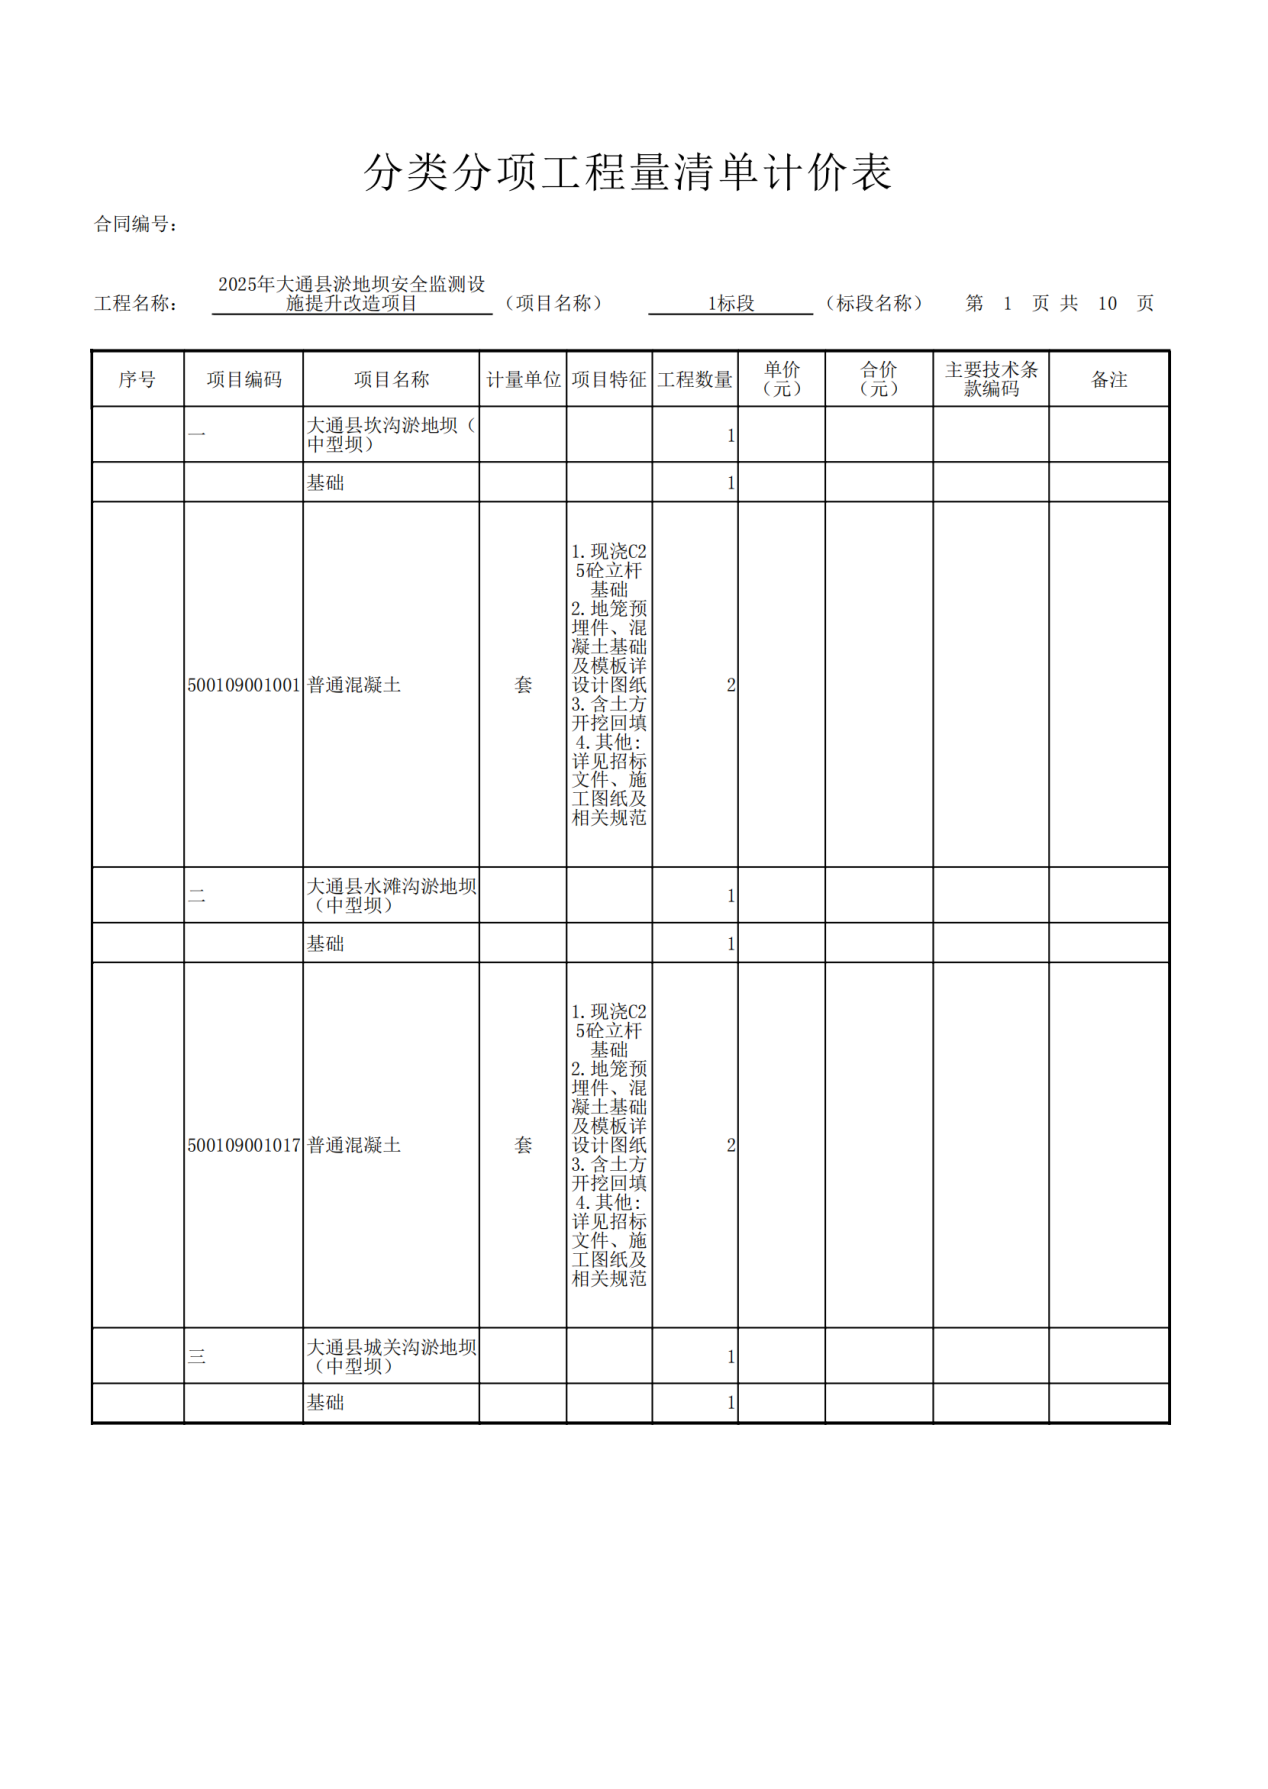 分类分项工程量清单计价表
合同编号:
2025年大通县淤地坝安全监测设
工程名称: 施提升改造项目 （项目名称） 1标段 （标段名称） 第 1 页 共 10 页
序号 项目编码 项目名称 计量单位 项目特征 工程数量 单价（元） 合价（元） 主要技术条款编码 备注
一 大通县坎沟淤地坝（中型坝） 1
基础 1
500109001001 普通混凝土 套 2
1.现浇C2
5砼立杆
基础
2.地笼预
埋件、混
凝土基础
及模板详
设计图纸
3.含土方
开挖回填
4.其他:
详见招标
文件、施
工图纸及
相关规范
二 大通县水滩沟淤地坝（中型坝） 1
基础 1
500109001017 普通混凝土 套 2
1.现浇C2
5砼立杆
基础
2.地笼预
埋件、混
凝土基础
及模板详
设计图纸
3.含土方
开挖回填
4.其他:
详见招标
文件、施
工图纸及
相关规范
三 大通县城关沟淤地坝（中型坝） 1
基础 1